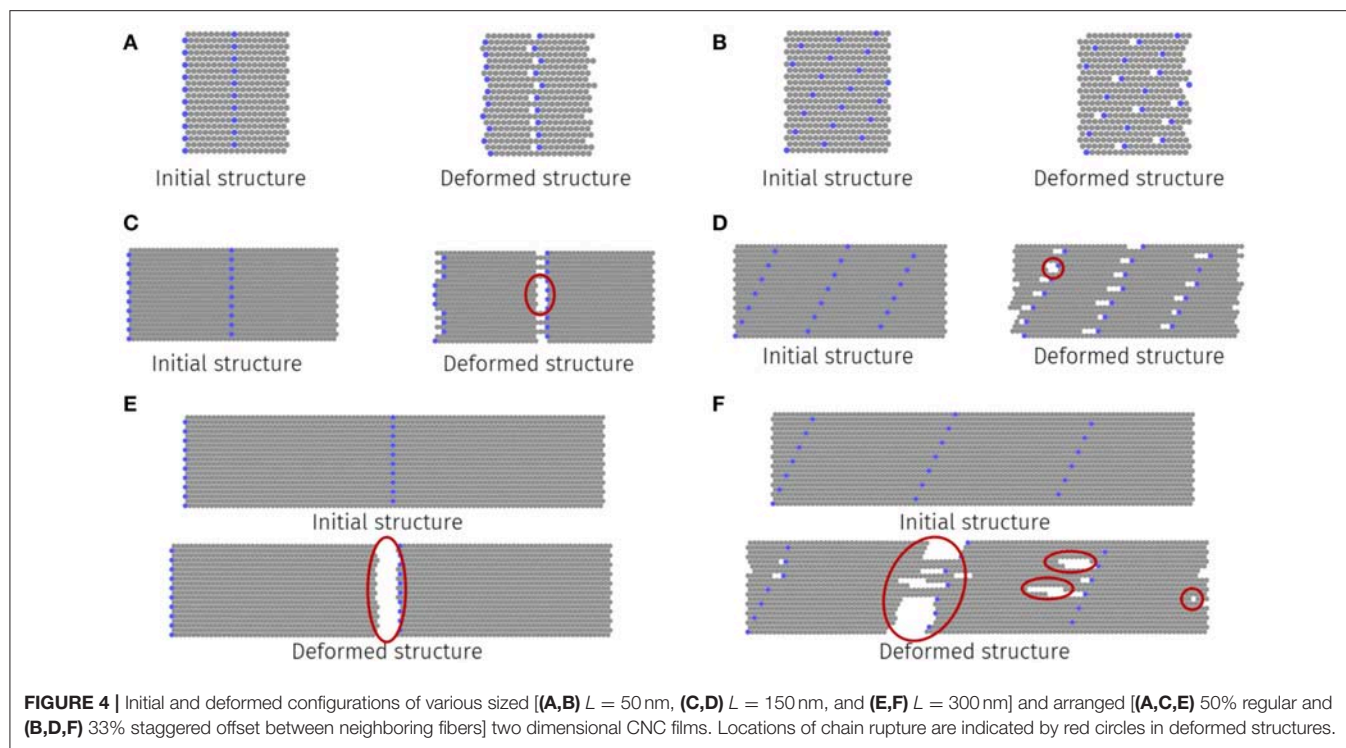 A
B
Initial structure
Deformed structure
Initial structure
Deformed structure
C
D
Initial structure
Deformed structure
Initial structure
Deformed structure
E
F
Initial structure
Initial structure
Deformed structure
Deformed structure
FIGURE 4 | Initial and deformed configurations of various sized [(A,B) L = 50 nm, (C,D) L = 150 nm, and (E,F) L = 300 nm] and arranged [(A,C,E) 50% regular and
(B,D,F) 33% staggered offset between neighboring fibers] two dimensional CNC films. Locations of chain rupture are indicated by red circles in deformed structures.